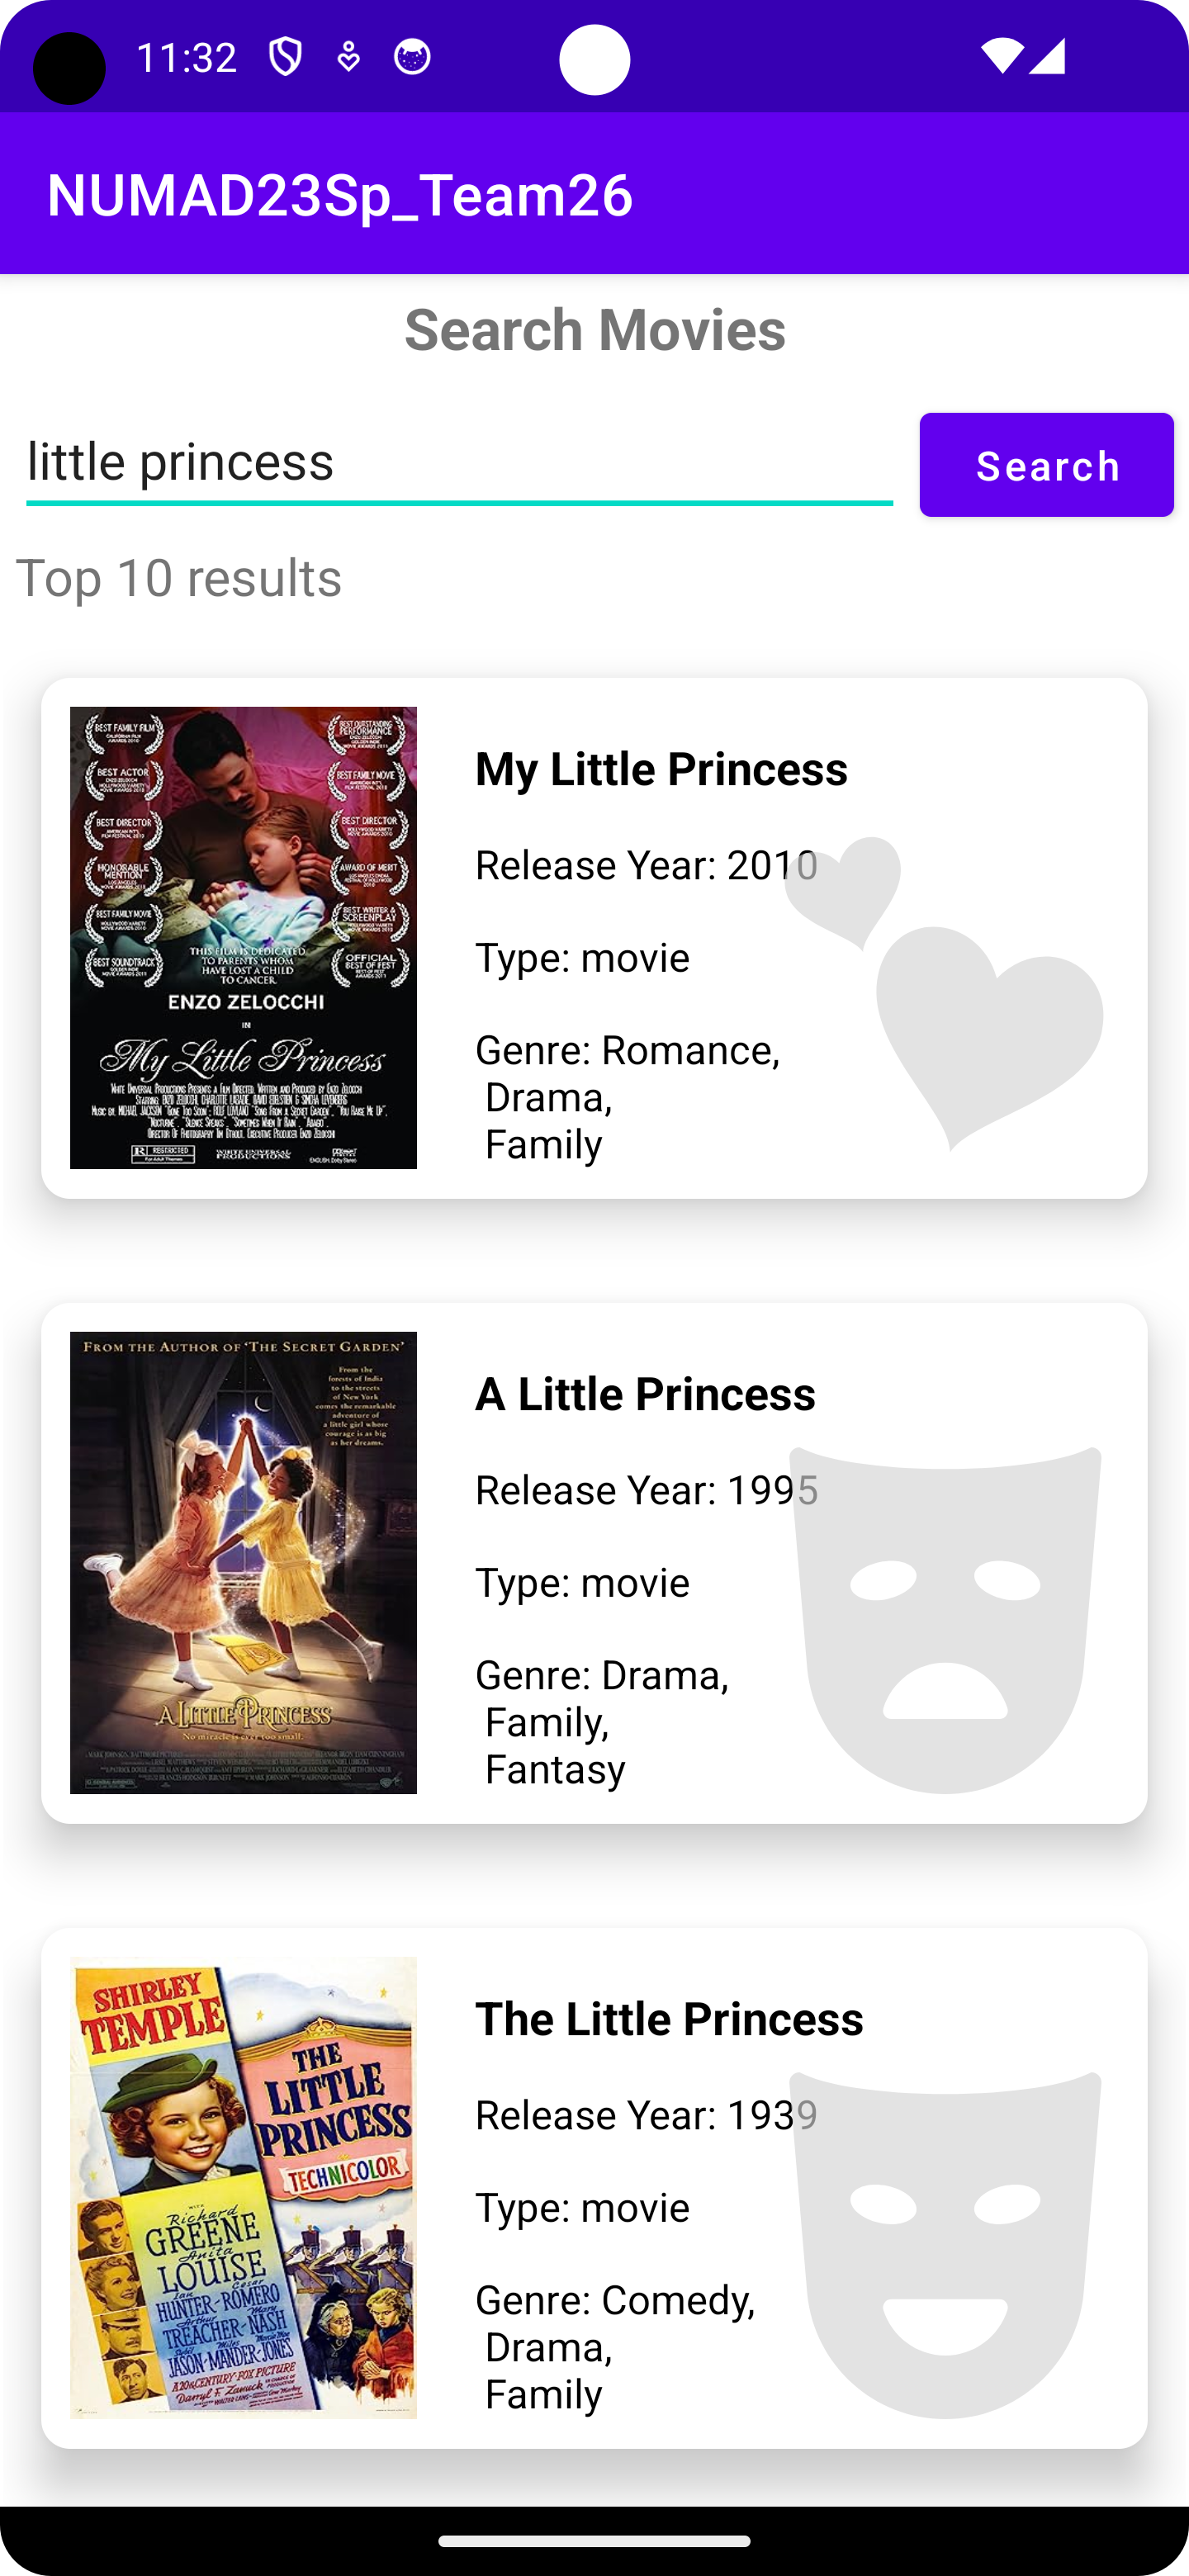 11:32
NUMAD23Sp_Team26
Search Movies
little princess
Search
Top 10 results
BEST FAMILY FILM
BEST ACTOR
BEST DIRECTOR
HONORABLE
MENTION
BEST FAMILY MOVIE
BEST SOUNDTRACK
BEST OUTSTANDING
PERFORMANCE
BEST FAMILY MOVIE
BEST DIRECTOR
AWARD OF MERIT
BEST WRITER &
SCREENPLAY
OFFICIAL
BEST OF FEST
THIS FILM IS DEDICATED
TO PARENTS WHOM
HAVE LOST A CHILD
TO CANCER.
ENZO ZELOCCHI
IN
My Little Princess
R RESTRICTED
WHITE UNIVERSAL
PRODUCTIONS
My Little Princess
Release Year: 2010
Type: movie
Genre: Romance,
Drama,
Family
FROM THE AUTHOR OF 'THE SECRET GARDEN'
From the
forests of India
to the streets
of New York
comes the remarkable
adventure of
a little girl whose
courage is as big
as her dreams.
A LITTLE PRINCESS
No miracle is ever too small.
A Little Princess
Release Year: 1995
Type: movie
Genre: Drama,
Family,
Fantasy
SHIRLEY
TEMPLE
THE
LITTLE
PRINCESS
TECHNICOLOR
WITH
Richard
GREENE
Anita
LOUISE
Ian Cesar
HUNTER-ROMERO
Arthur Mary
TREACHER-NASH
Sybil Miles
JASON-MANDER-JONES
A 20th CENTURY-FOX PICTURE
Darryl F. Zanuck
The Little Princess
Release Year: 1939
Type: movie
Genre: Comedy,
Drama,
Family